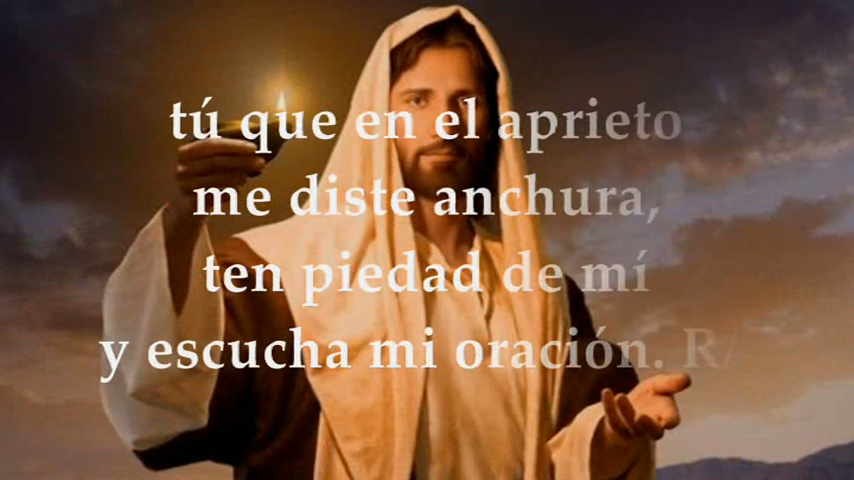 tú que en el aprieto
me diste anchura,
ten piedad de mí
y escucha mi oración. R/